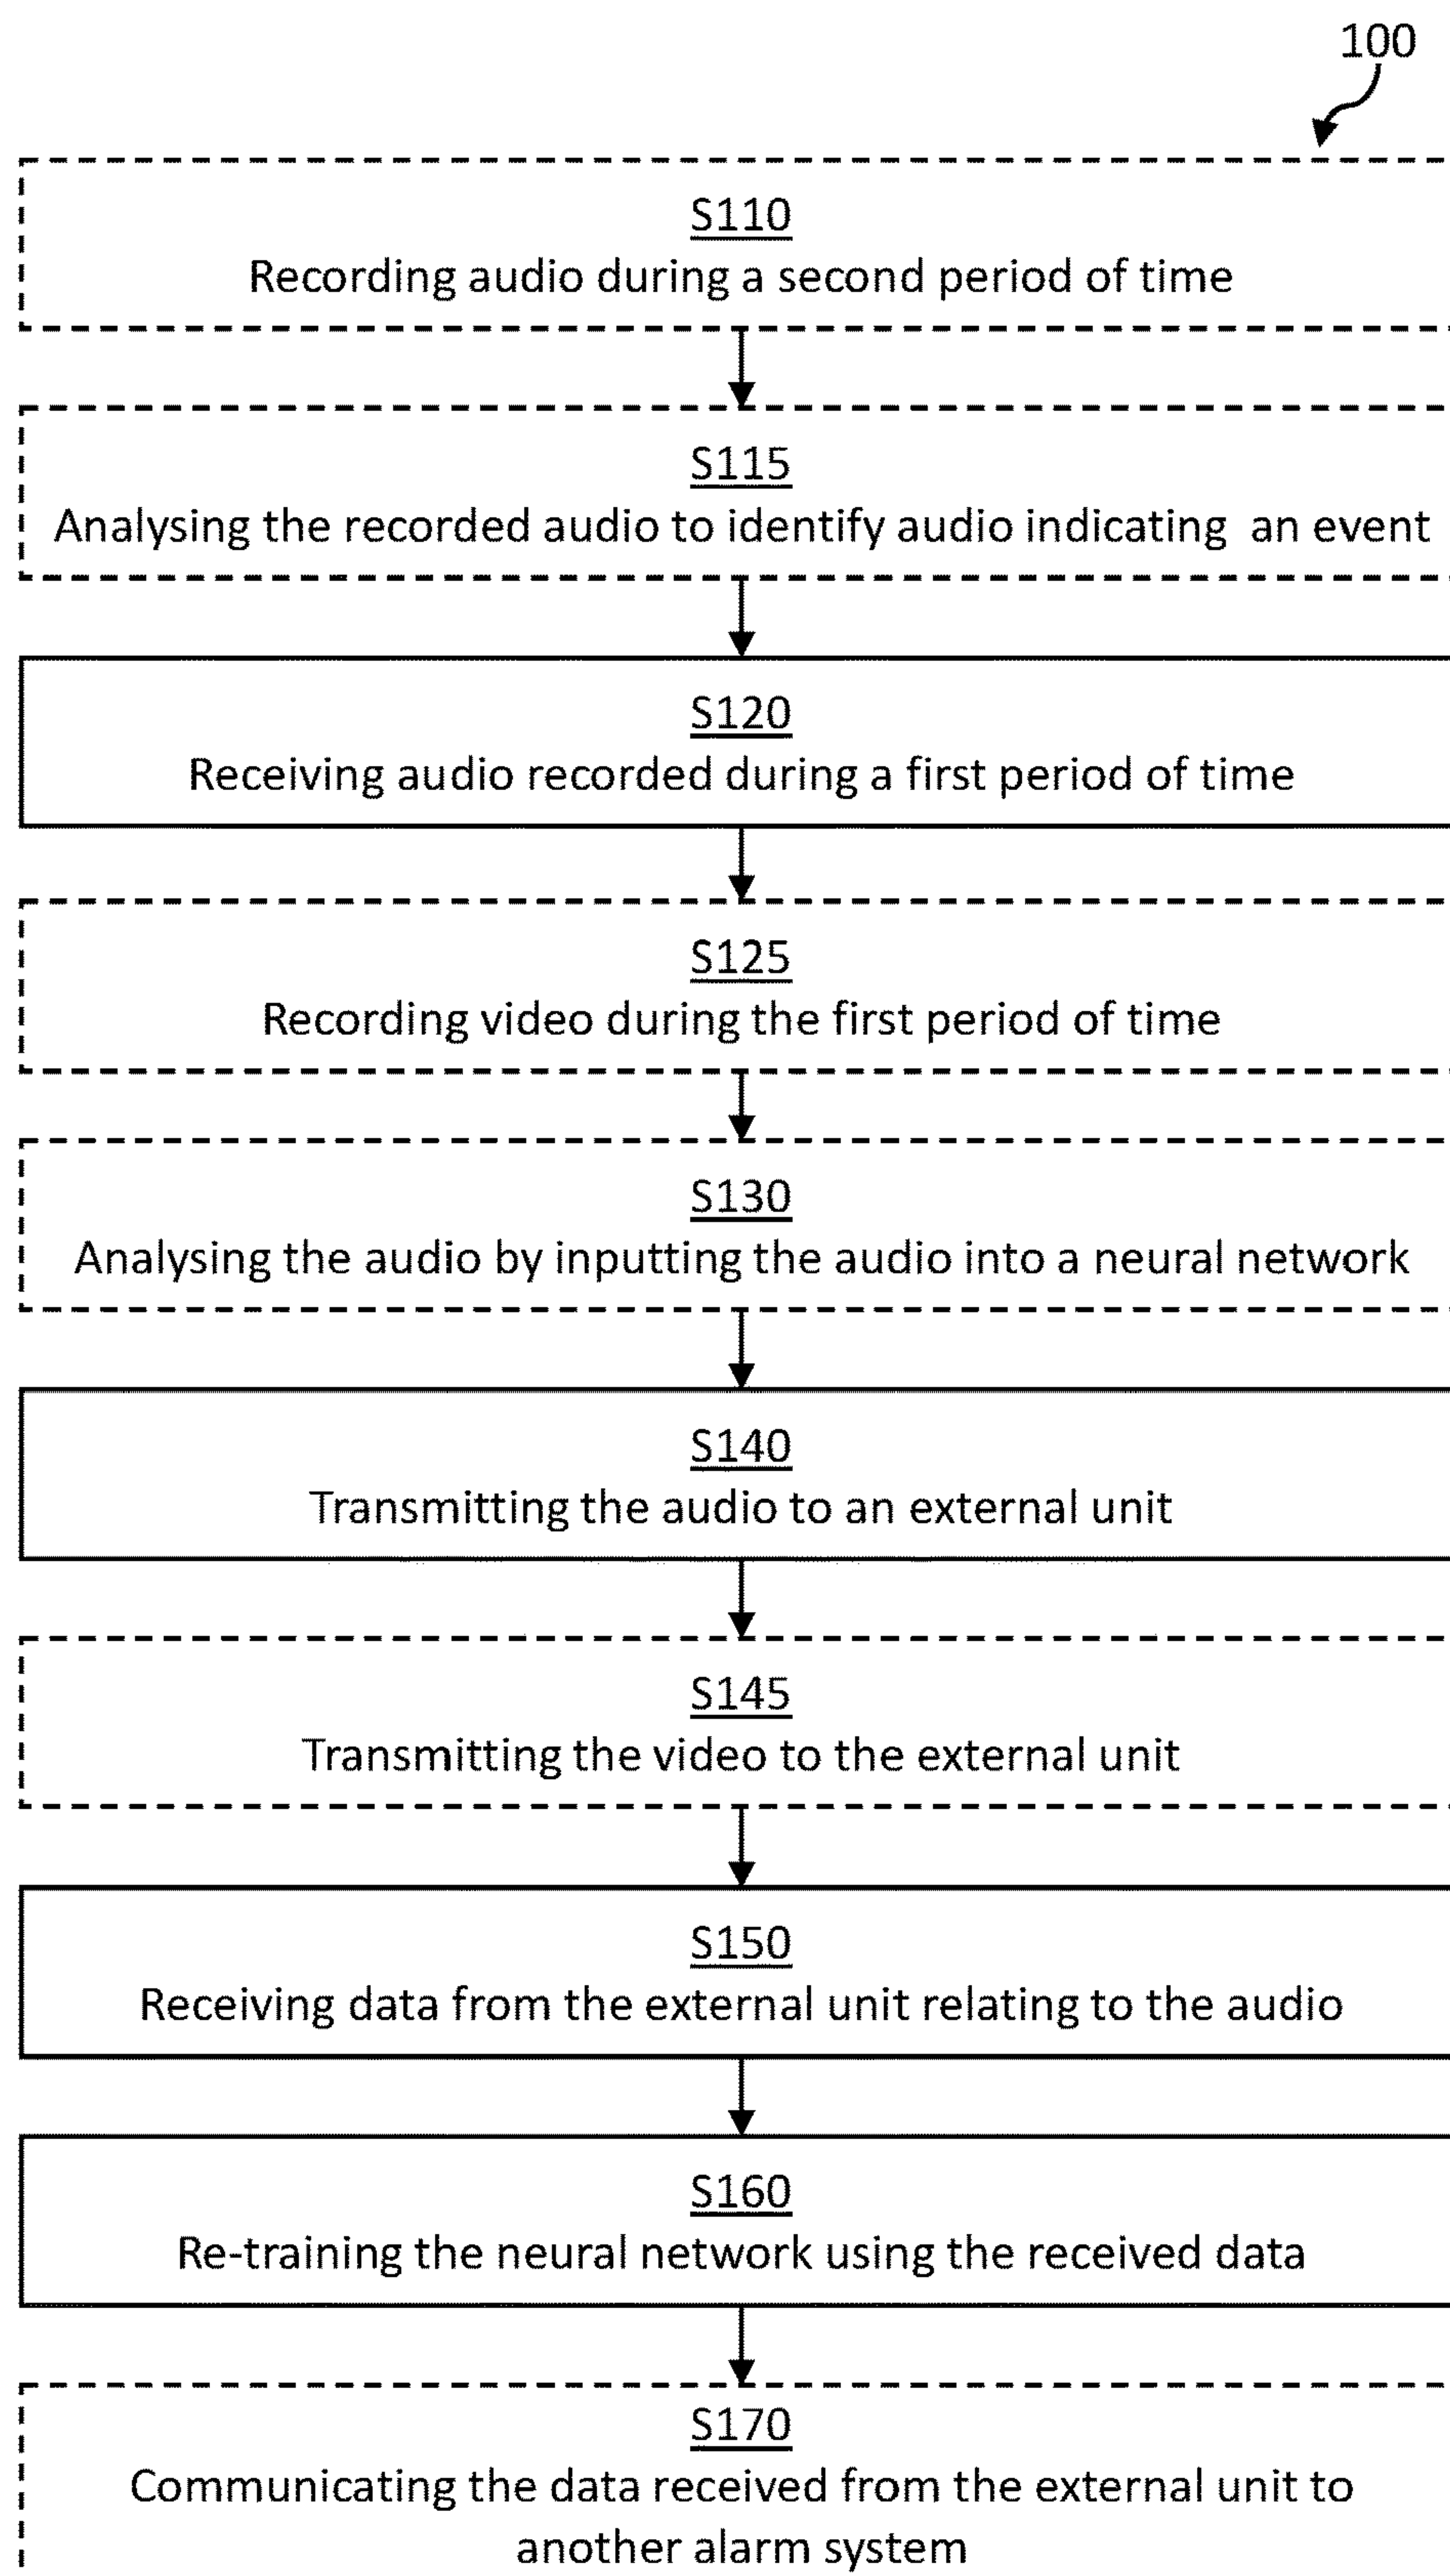 100
S110
Recording audio during a second period of time
S115
Analysing the recorded audio to identify audio indicating an event
S120
Receiving audio recorded during a first period of time
S125
Recording video during the first period of time
S130
Analysing the audio by inputting the audio into a neural network
S140
Transmitting the audio to an external unit
S145
Transmitting the video to the external unit
S150
Receiving data from the external unit relating to the audio
S160
Re-training the neural network using the received data
S170
Communicating the data received from the external unit to
another alarm system